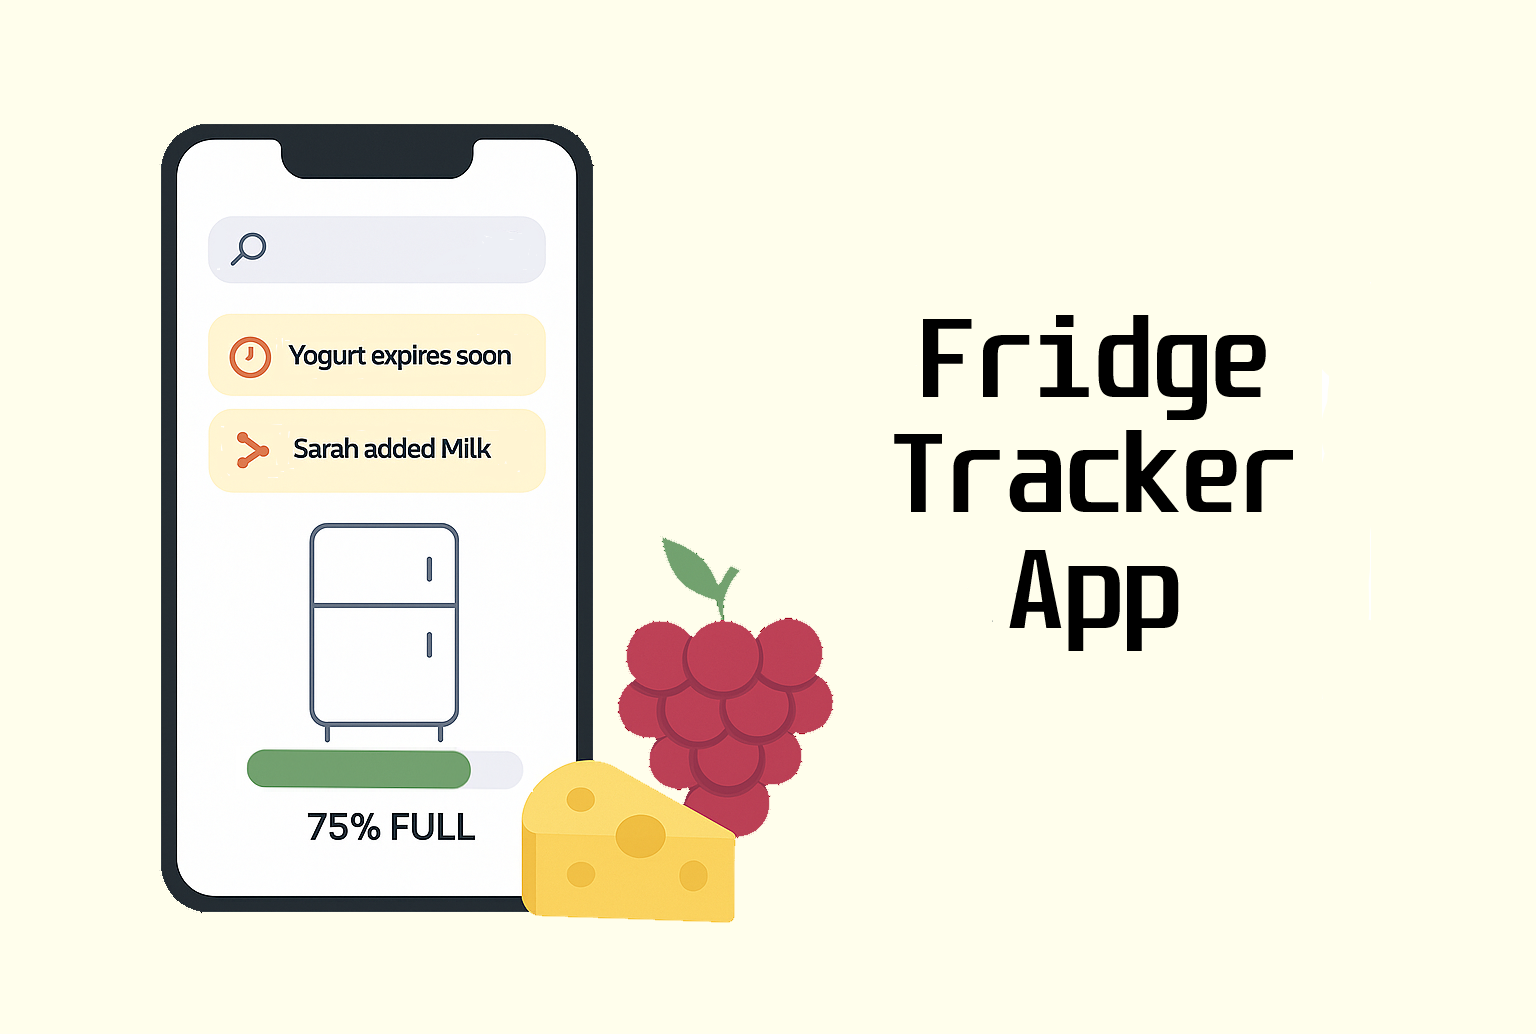 Yogurt expires soon
Sarah added Milk
75% FULL
Fridge
Tracker
App